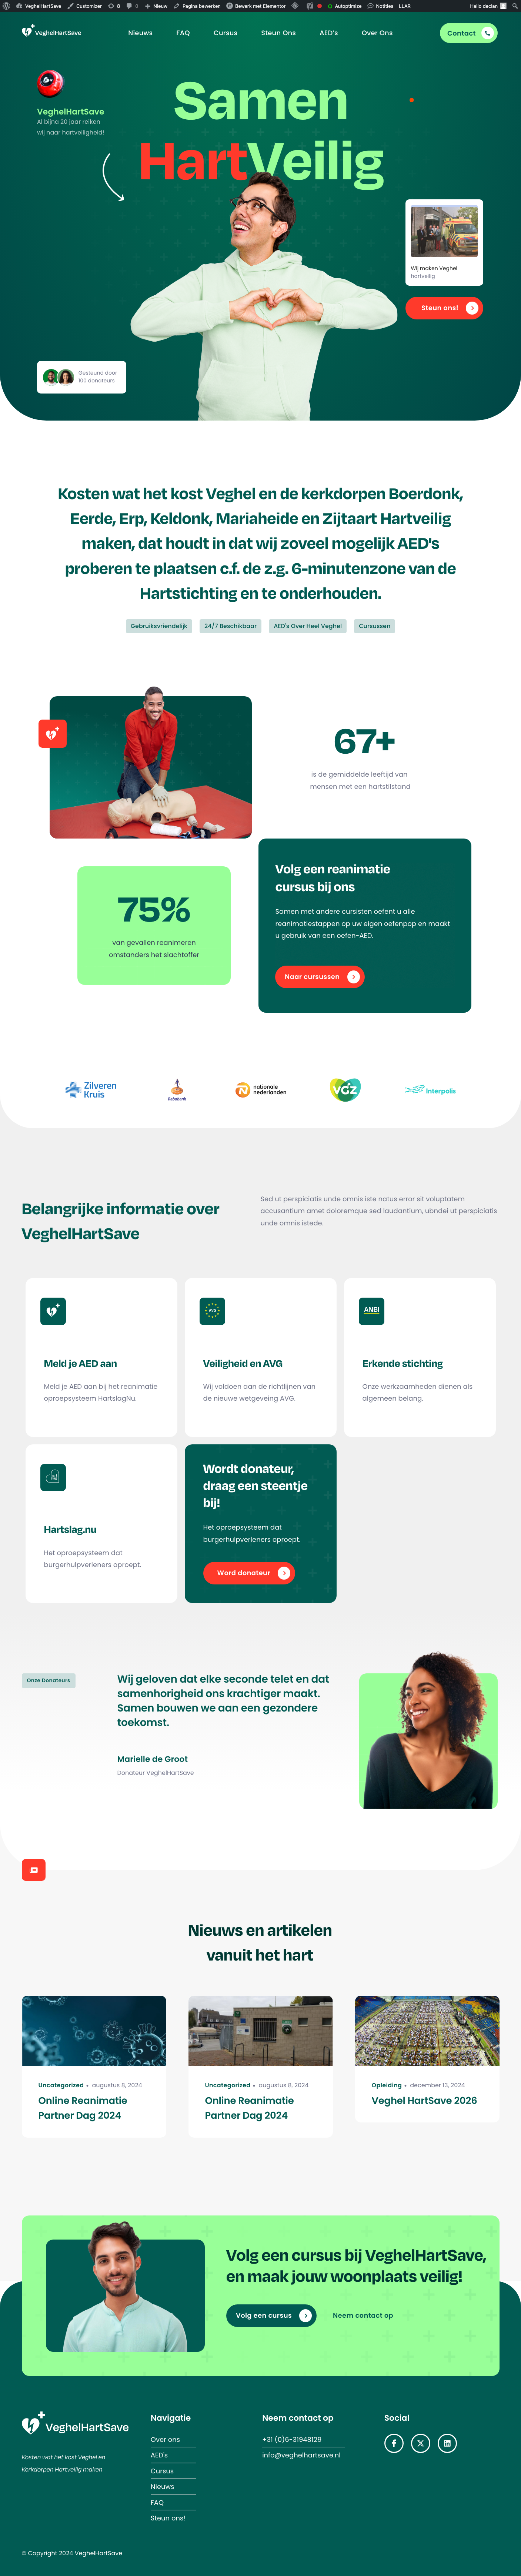 VeghelHartSave
Customizer
8
0
Nieuw
Pagina bewerken
Bewerk met Elementor
Autoptimize
Notities
LLAR
Hallo declan
VeghelHartSave
Nieuws
FAQ
Cursus
Steun Ons
AED's
Over Ons
Contact
Samen
HartVeilig
VeghelHartSave
Al bijna 20 jaar reiken
wij naar hartveiligheid!
Wij maken Veghel
hartveilig
Steun ons!
Gesteund door
100 donateurs
Kosten wat het kost Veghel en de kerkdorpen Boerdonk,
Eerde, Erp, Keldonk, Mariaheide en Zijtaart Hartveilig
maken, dat houdt in dat wij zoveel mogelijk AED's
proberen te plaatsen c.f. de z.g. 6-minutenzone van de
Hartstichting en te onderhouden.
Gebruiksvriendelijk
24/7 Beschikbaar
AED's Over Heel Veghel
Cursussen
67+
is de gemiddelde leeftijd van
mensen met een hartstilstand
75%
van gevallen reanimeren
omstanders het slachtoffer
Volg een reanimatie
cursus bij ons
Samen met andere cursisten oefent u alle
reanimatiestappen op uw eigen oefenpop en maakt
u gebruik van een oefen-AED.
Naar cursussen
Zilveren
Kruis
Rabobank
nationale
nederlanden
VGZ
Interpolis
Belangrijke informatie over
VeghelHartSave
Sed ut perspiciatis unde omnis iste natus error sit voluptatem
accusantium amet doloremque sed laudantium, ubndei ut perspiciatis
unde omnis istede.
Meld je AED aan
Meld je AED aan bij het reanimatie
oproepsysteem HartslagNu.
AVG
Veiligheid en AVG
Wij voldoen aan de richtlijnen van
de nieuwe wetgeving AVG.
ANBI
Erkende stichting
Onze werkzaamheden dienen als
algemeen belang.
Hartslag.nu
Het oproepsysteem dat
burgerhulpverleners oproept.
Wordt donateur,
draag een steentje
bij!
Het oproepsysteem dat
burgerhulpverleners oproept.
Word donateur
Onze Donateurs
Wij geloven dat elke seconde telet en dat
samenhorigheid ons krachtiger maakt.
Samen bouwen we aan een gezondere
toekomst.
Marielle de Groot
Donateur VeghelHartSave
Nieuws en artikelen
vanuit het hart
Uncategorized • augustus 8, 2024
Online Reanimatie
Partner Dag 2024
Uncategorized • augustus 8, 2024
Online Reanimatie
Partner Dag 2024
Opleiding • december 13, 2024
Veghel HartSave 2026
Volg een cursus bij VeghelHartSave,
en maak jouw woonplaats veilig!
Volg een cursus
Neem contact op
VeghelHartSave
Kosten wat het kost Veghel en
Kerkdorpen Hartveilig maken
Navigatie
Over ons
AED's
Cursus
Nieuws
FAQ
Steun ons!
Neem contact op
+31 (0)6-31948129
info@veghelhartsave.nl
Social
© Copyright 2024 VeghelHartSave